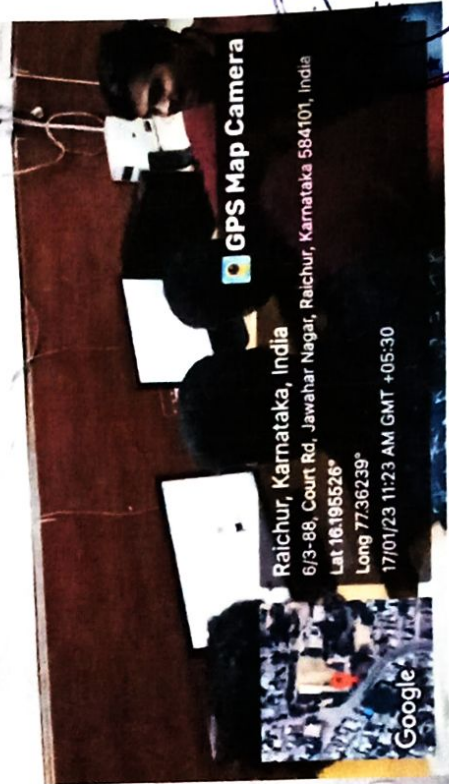 GPS Map Camera
Raichur, Karnataka, India
6/3-88, Court Rd, Jawahar Nagar, Raichur, Karnataka 584101, India
Lat 16.195526°
Long 77.36239°
17/01/23 11:23 AM GMT +05:30
Google